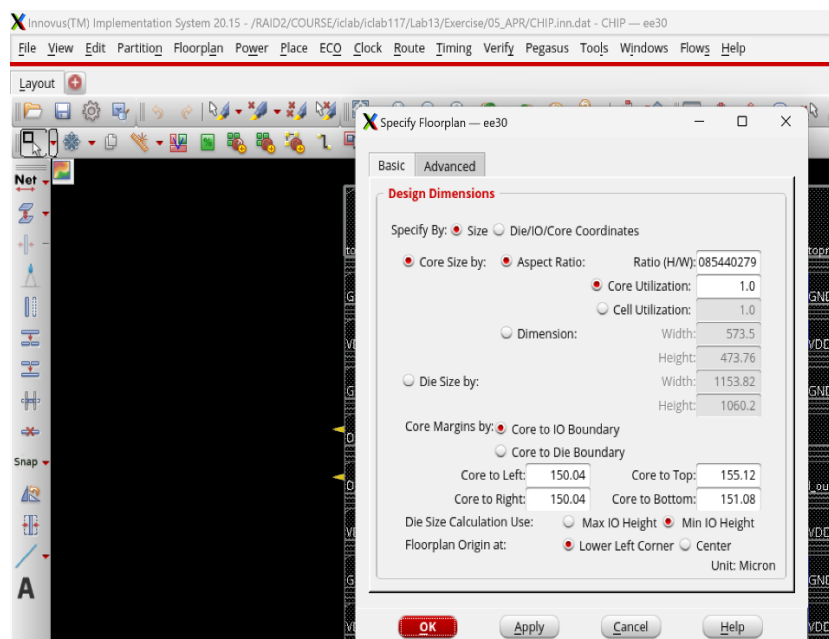 Innovus(TM) Implementation System 20.15 - /RAID2/COURSE/iclab/iclab117/Lab13/Exercise/05_APR/CHIP.inn.dat - CHIP — ee30
File View Edit Partition Floorplan Power Place ECO Clock Route Timing Verify Pegasus Tools Windows Flows Help
Layout
Specify Floorplan — ee30
Basic Advanced
Design Dimensions
Specify By: Size Die/IO/Core Coordinates
Core Size by: Aspect Ratio: Ratio (H/W): 085440279
Core Utilization: 1.0
Cell Utilization: 1.0
Dimension: Width: 573.5
Height: 473.76
Die Size by: Width: 1153.82
Height: 1060.2
Core Margins by: Core to IO Boundary
Core to Die Boundary
Core to Left: 150.04 Core to Top: 155.12
Core to Right: 150.04 Core to Bottom: 151.08
Die Size Calculation Use: Max IO Height Min IO Height
Floorplan Origin at: Lower Left Corner Center
Unit: Micron
OK Apply Cancel Help
Net
Snap
A
GND
VDD
GND
VDD
GND
VDD